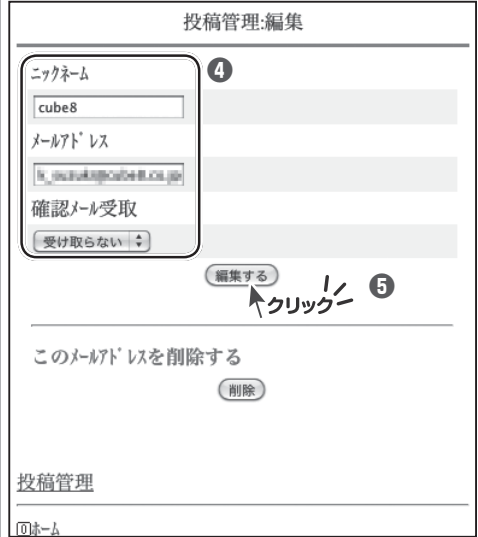 投稿管理:編集
ニックネーム
❹
cube8
メールアドレス
確認メール受取
受け取らない
編集する
クリック
❺
このメールアドレスを削除する
削除
投稿管理
0ホーム